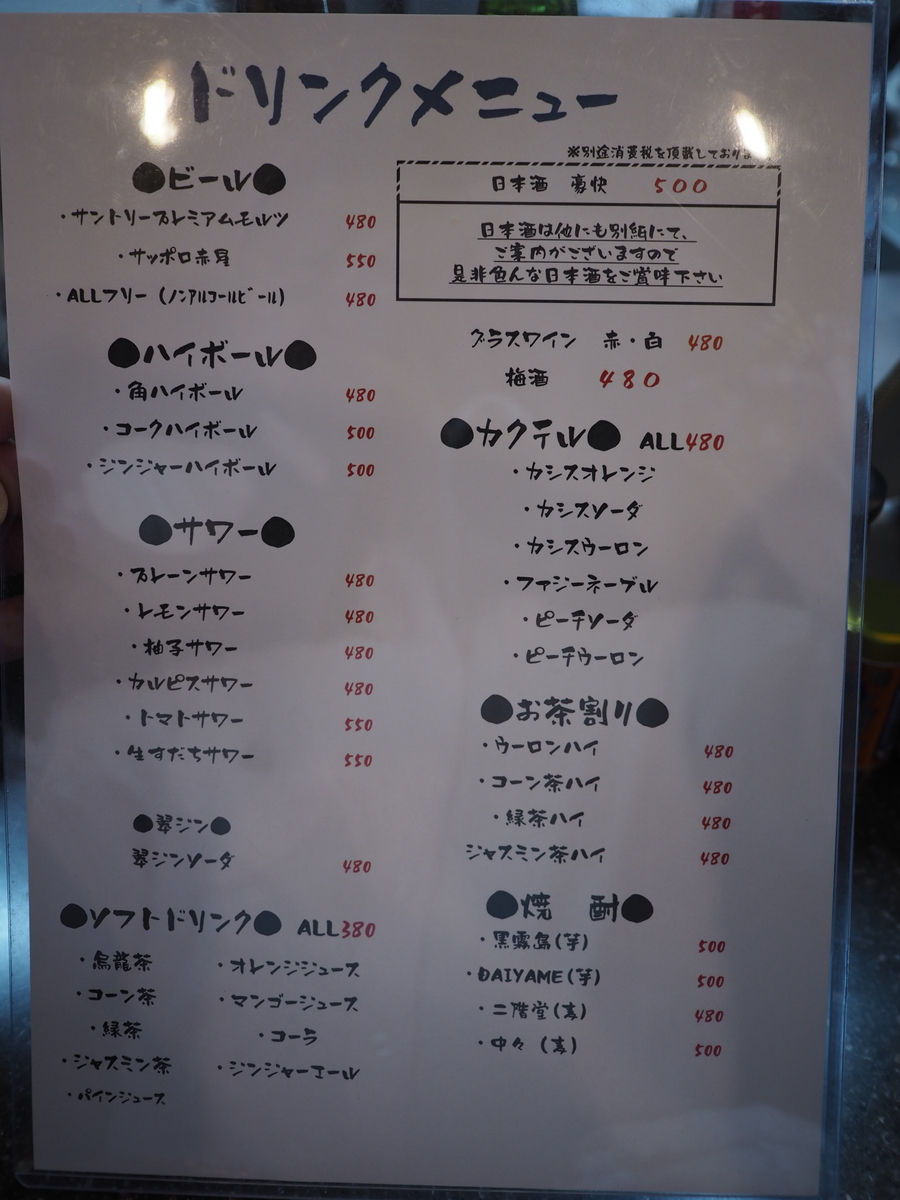 ドリンクメニュー
※別途消費税を頂戴しております
●ビール●
・サントリープレミアムモルツ 480
・サッポロ赤星 550
・ALLフリー（ノンアルコールビール） 480
●ハイボール●
・角ハイボール 480
・コークハイボール 500
・ジンジャーハイボール 500
●サワー●
・プレーンサワー 480
・レモンサワー 480
・柚子サワー 480
・カルピスサワー 480
・トマトサワー 550
・生すだちサワー 550
●翠ジン●
翠ジンソーダ 480
●ソフトドリンク● ALL380
・烏龍茶
・コーン茶
・緑茶
・ジャスミン茶
・パインジュース
・オレンジジュース
・マンゴージュース
・コーラ
・ジンジャーエール
日本酒 豪快 500
日本酒は他にも別紙にて、
ご案内がございますので
是非色んな日本酒をご賞味下さい
グラスワイン 赤・白 480
梅酒 480
●カクテル● ALL480
・カシスオレンジ
・カシスソーダ
・カシスウーロン
・ファジーネーブル
・ピーチソーダ
・ピーチウーロン
●お茶割り●
・ウーロンハイ 480
・コーン茶ハイ 480
・緑茶ハイ 480
ジャスミン茶ハイ 480
●焼 酎●
・黒霧島（芋） 500
・DAIYAME（芋） 500
・二階堂（麦） 480
・中々（麦） 500